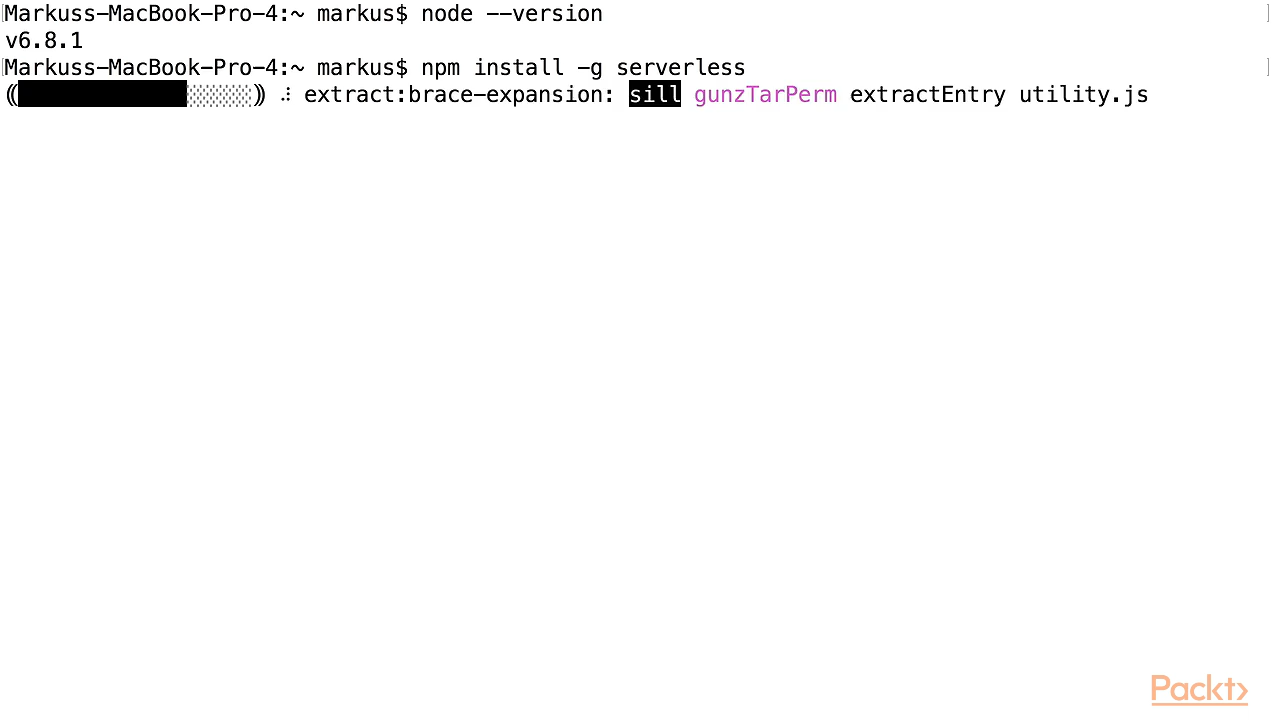 Markuss-MacBook-Pro-4:~ markus$ node --version
v6.8.1
Markuss-MacBook-Pro-4:~ markus$ npm install -g serverless
extract:brace-expansion: sill gunzTarPerm extractEntry utility.js
Packt>